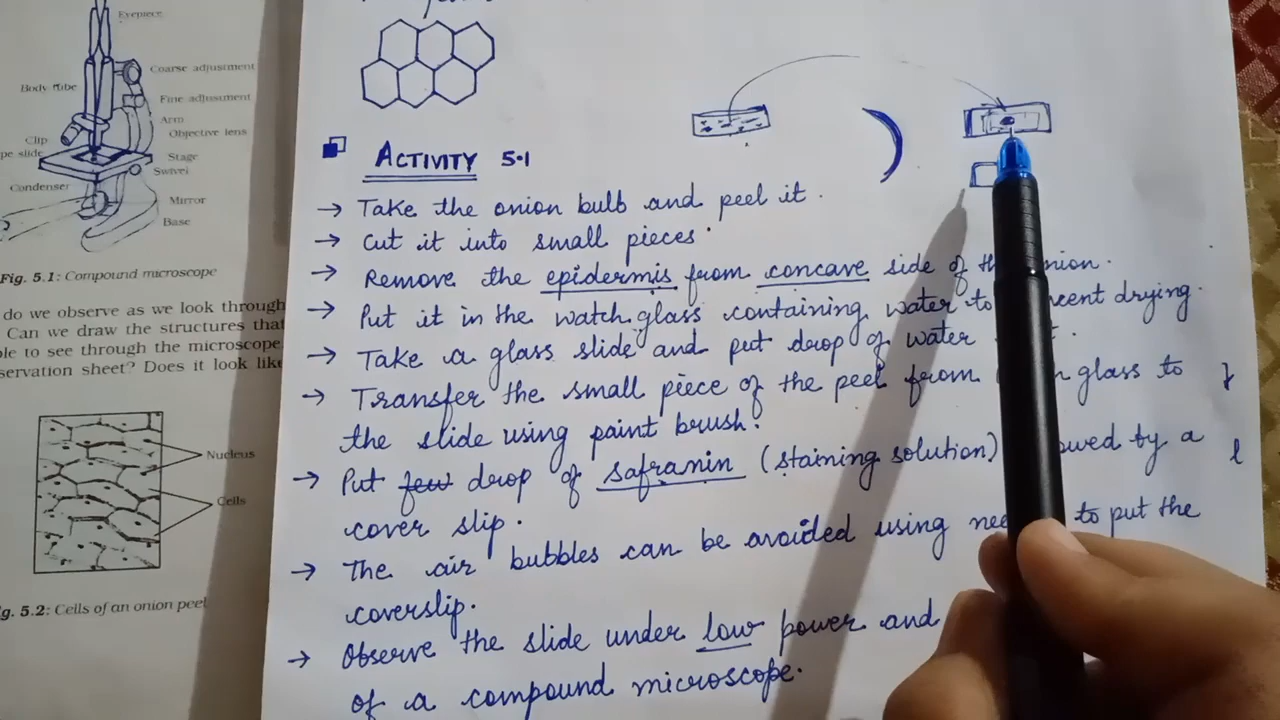 Eyepiece
Coarse adjustment
Body tube
Fine adjustment
Arm
Clip
Objective lens
slide
Stage
Swivel
Condenser
Mirror
Base
Fig. 5.1: Compound microscope
do we observe as we look through
Can we draw the structures that
to see through the microscope
sheet? Does it look like
Nucleus
Cells
5.2: Cells of an onion peel
ACTIVITY 5.1
→ Take the onion bulb and peel it.
→ Cut it into small pieces.
→ Remove the epidermis from concave side of onion.
→ Put it in the watch glass containing water to drying.
→ Take a glass slide and put drop of water
→ Transfer the small piece of the peel from glass to
the slide using paint brush.
→ Put few drop of safranin (staining solution) by a
cover slip.
→ The air bubbles can be avoided using to put the
coverslip.
→ Observe the slide under low power and
of a compound microscope.